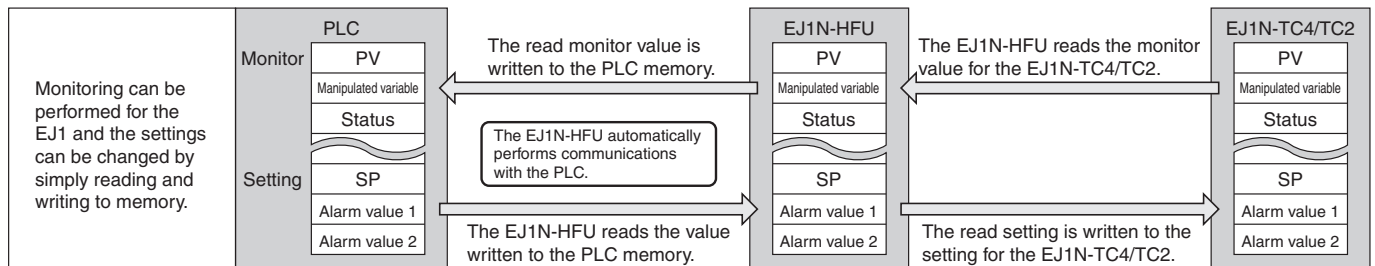 Monitoring can be
performed for the
EJ1 and the settings
can be changed by
simply reading and
writing to memory.
PLC
Monitor
PV
Manipulated variable
Status
Setting
SP
Alarm value 1
Alarm value 2
The read monitor value is
written to the PLC memory.
The EJ1N-HFU automatically
performs communications
with the PLC.
The EJ1N-HFU reads the value
written to the PLC memory.
EJ1N-HFU
PV
Manipulated variable
Status
SP
Alarm value 1
Alarm value 2
The EJ1N-HFU reads the monitor
value for the EJ1N-TC4/TC2.
The read setting is written to the
setting for the EJ1N-TC4/TC2.
EJ1N-TC4/TC2
PV
Manipulated variable
Status
SP
Alarm value 1
Alarm value 2